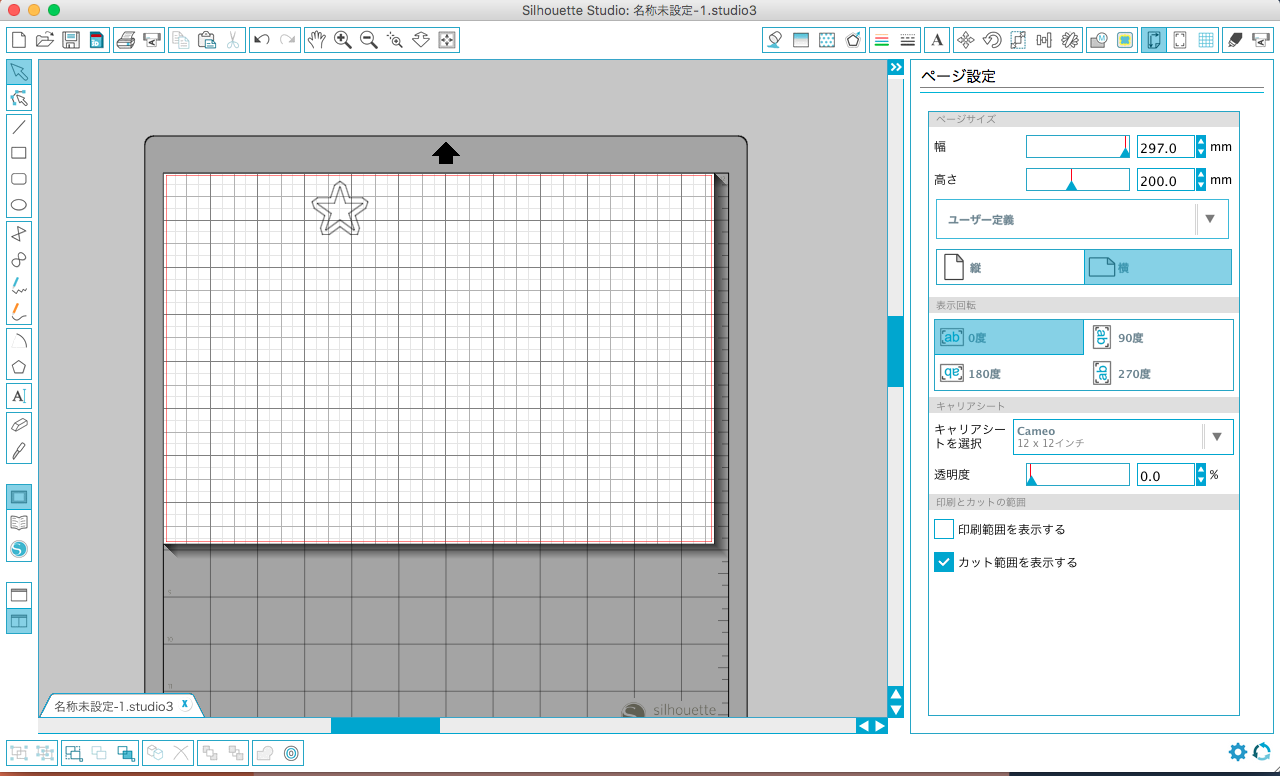 Silhouette Studio: 名称未設定-1.studio3
A
M
ページ設定
ページサイズ
幅
297.0
mm
高さ
200.0
mm
ユーザー定義
縦
横
表示回転
ab
0度
ab
90度
ab
180度
ab
270度
キャリアシート
キャリアシー
トを選択
Cameo
12 x 12インチ
透明度
0.0
%
印刷とカットの範囲
印刷範囲を表示する
カット範囲を表示する
A
silhouette
名称未設定-1.studio3
X